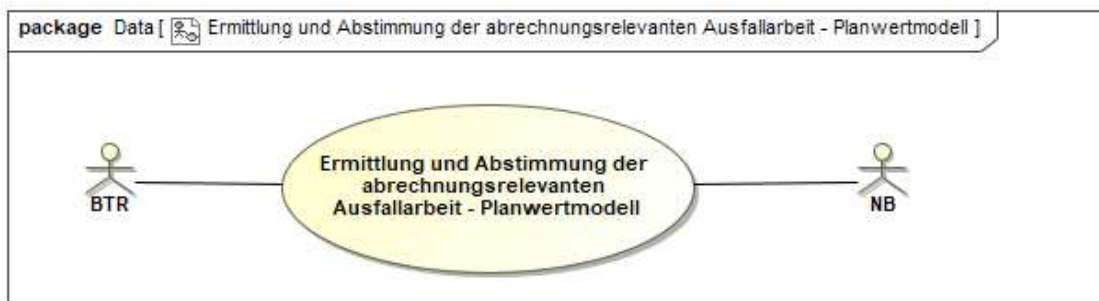 package Data [ Ermittlung und Abstimmung der abrechnungsrelevanten Ausfallarbeit - Planwertmodell ]
Ermittlung und Abstimmung der
abrechnungsrelevanten
Ausfallarbeit - Planwertmodell
BTR
NB